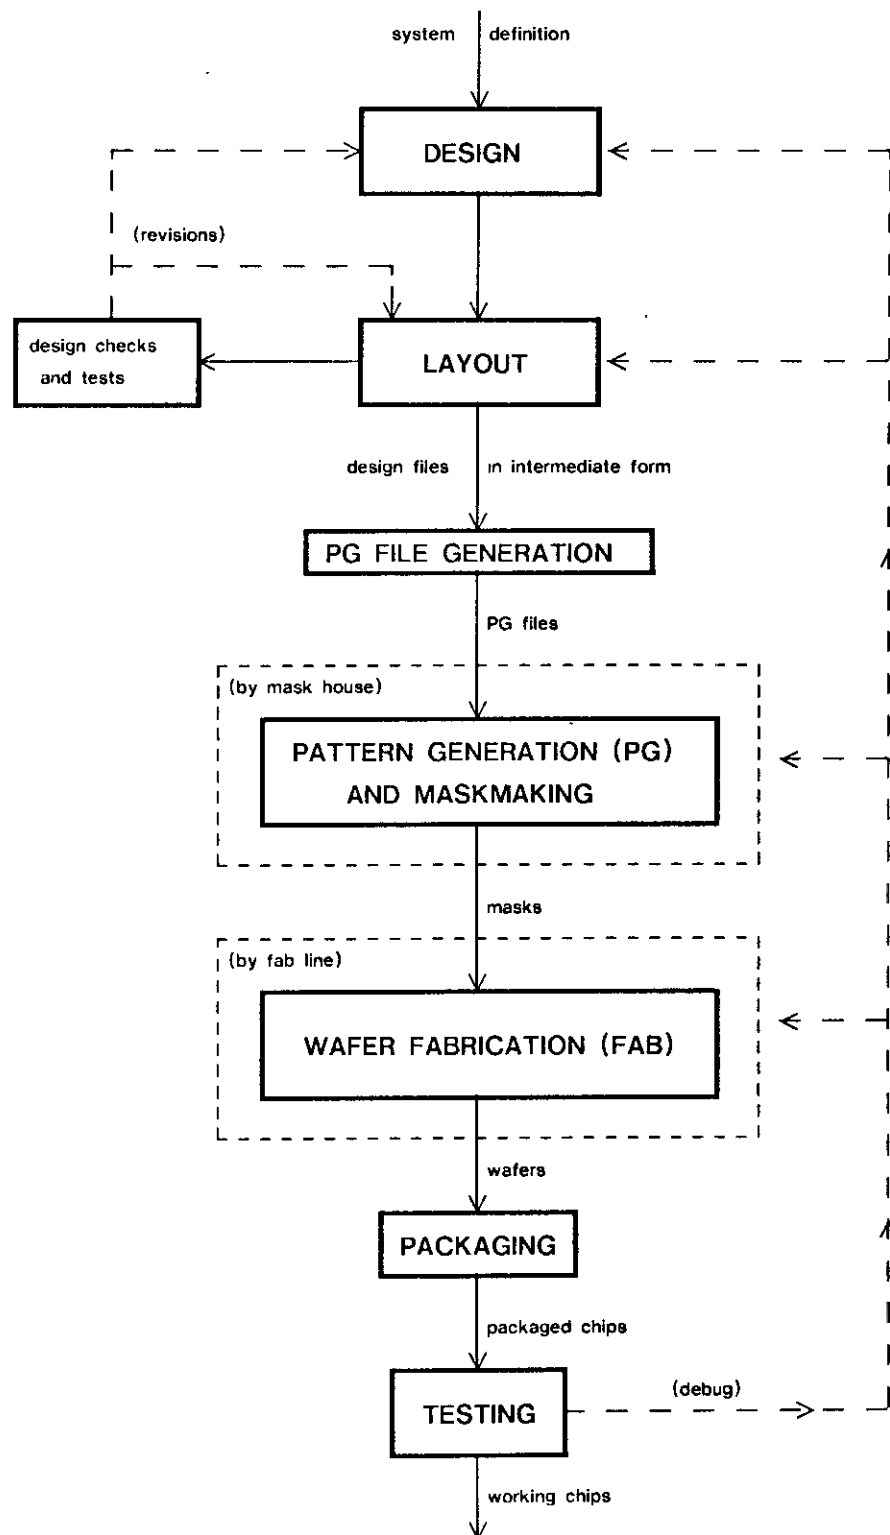 system definition
DESIGN
(revisions)
design checks
and tests
LAYOUT
design files in intermediate form
PG FILE GENERATION
PG files
(by mask house)
PATTERN GENERATION (PG)
AND MASKMAKING
masks
(by fab line)
WAFER FABRICATION (FAB)
wafers
PACKAGING
packaged chips
(debug)
TESTING
working chips